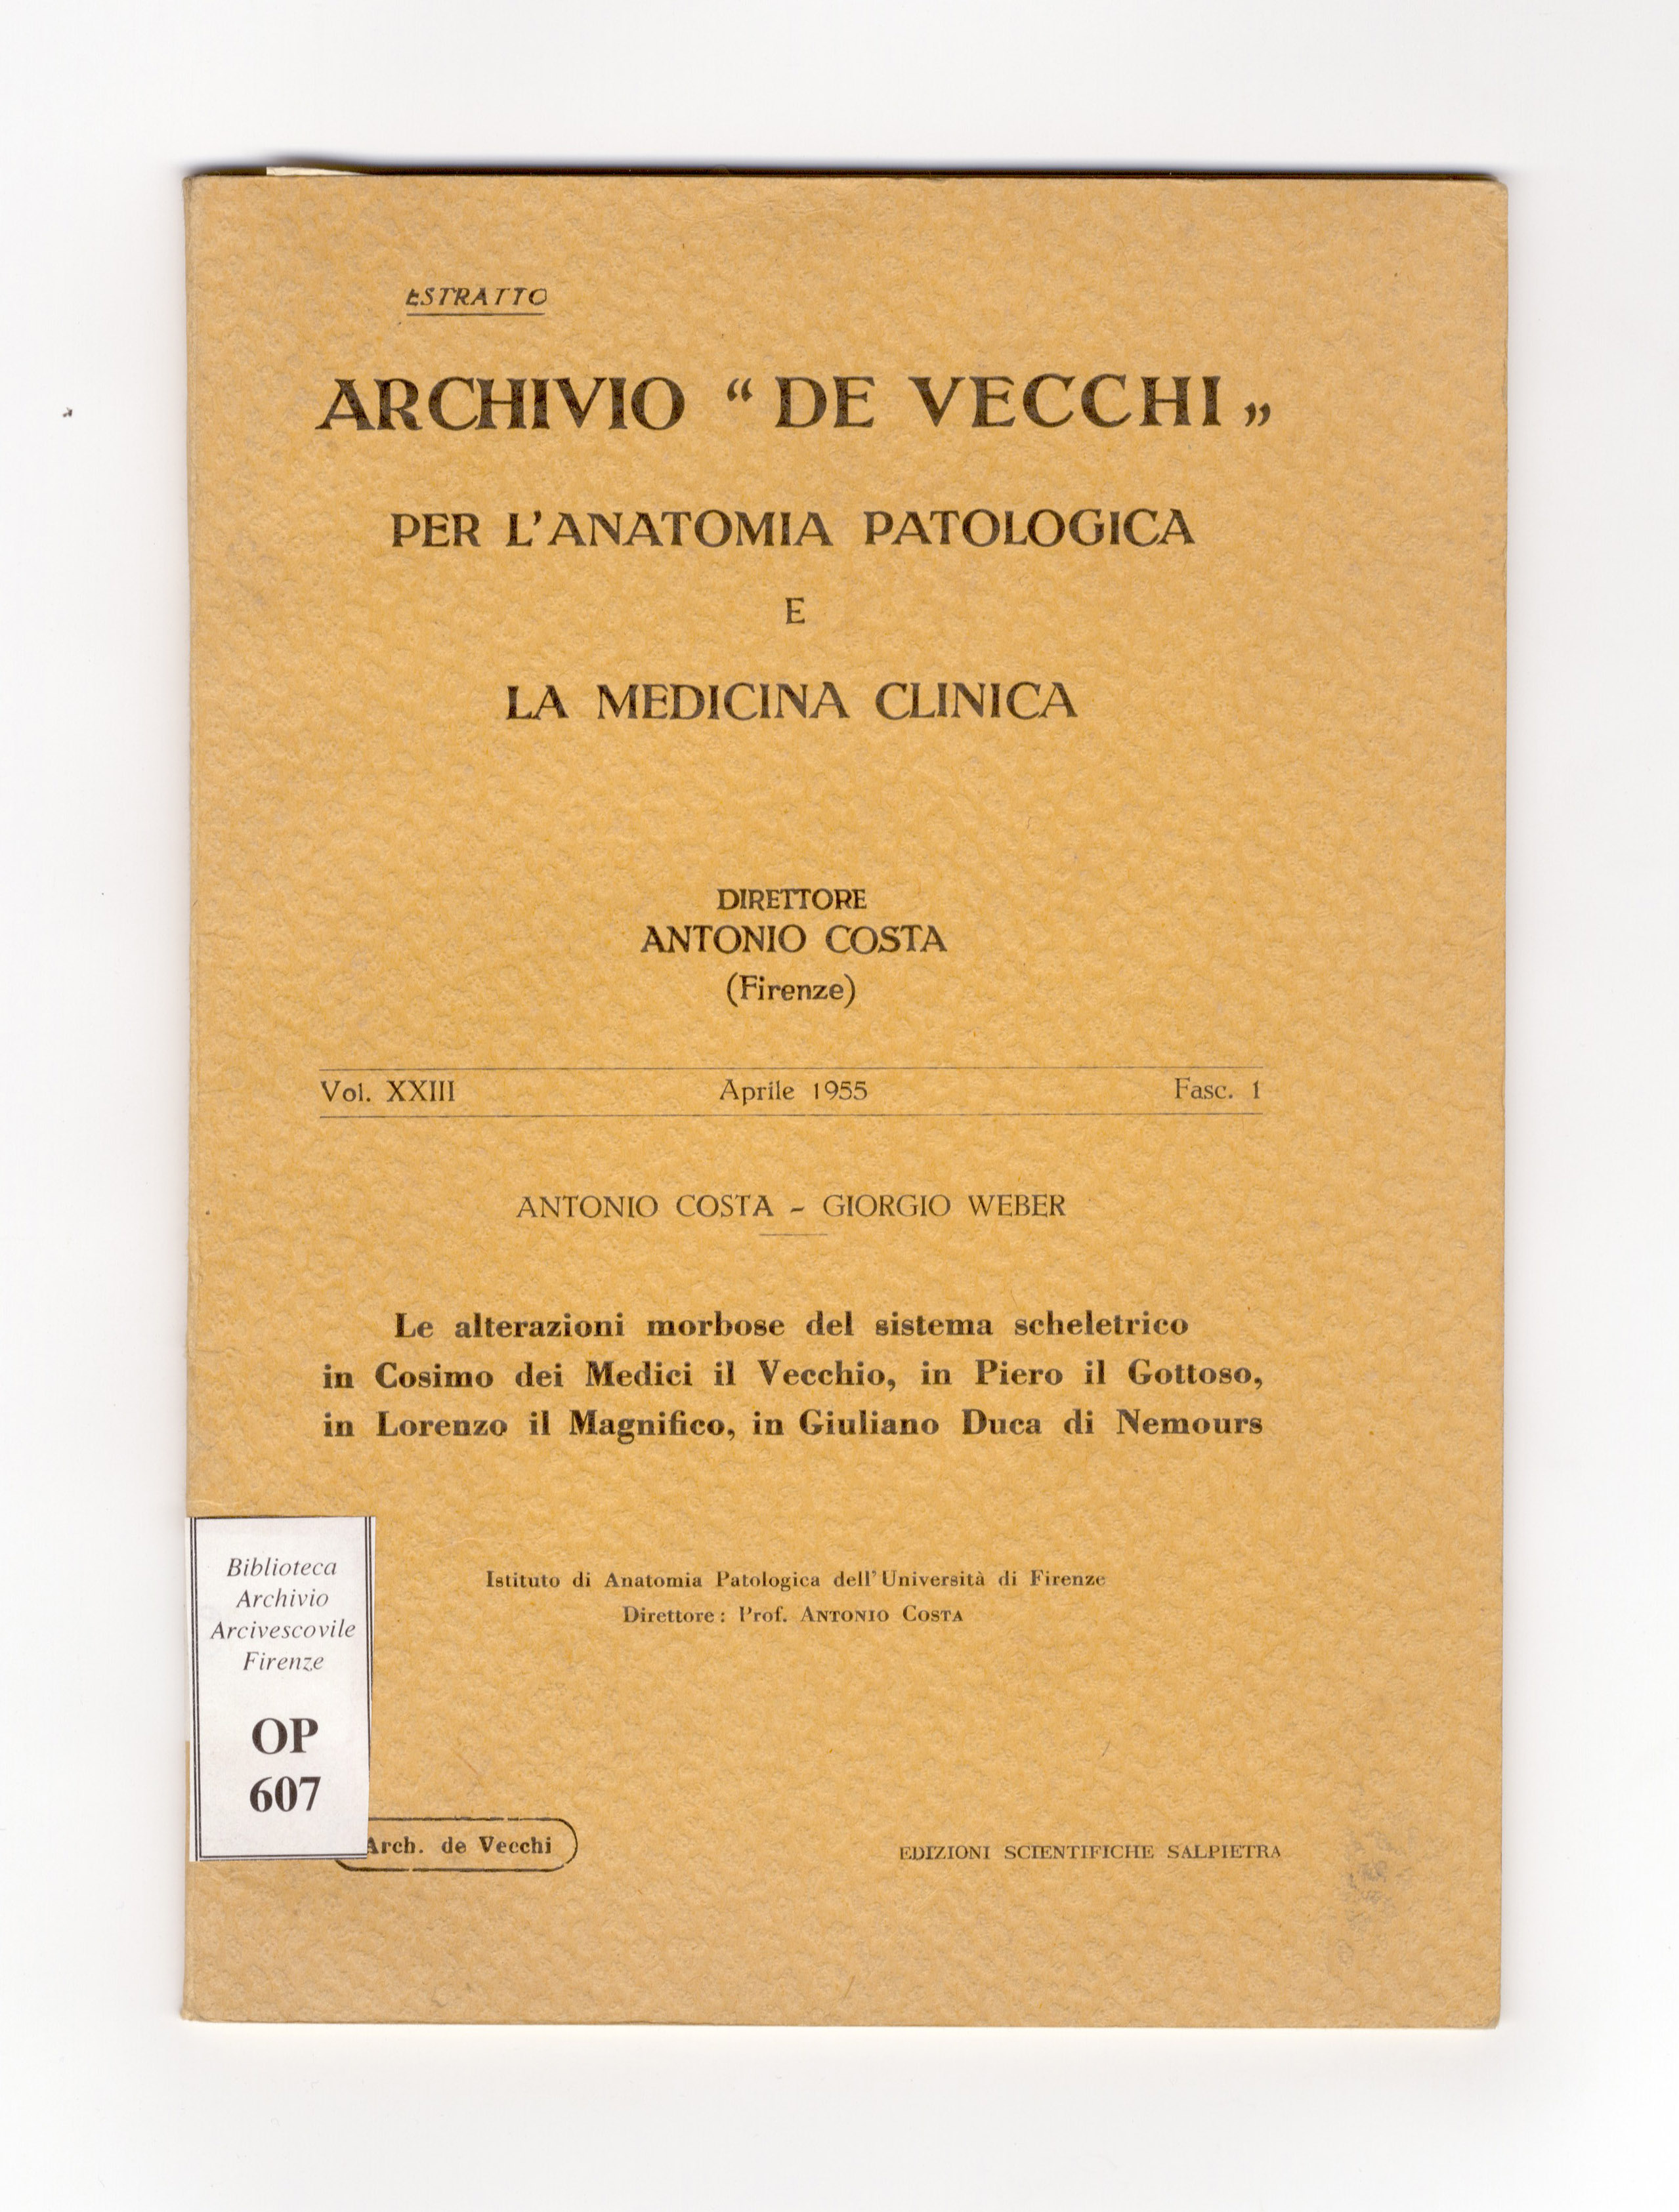 ESTRATTO
ARCHIVIO “ DE VECCHI „
PER L'ANATOMIA PATOLOGICA
E
LA MEDICINA CLINICA
DIRETTORE
ANTONIO COSTA
(Firenze)
Vol. XXIII Aprile 1955 Fasc. 1
ANTONIO COSTA - GIORGIO WEBER
Le alterazioni morbose del sistema scheletrico
in Cosimo dei Medici il Vecchio, in Piero il Gottoso,
in Lorenzo il Magnifico, in Giuliano Duca di Nemours
Istituto di Anatomia Patologica dell'Università di Firenze
Direttore: Prof. ANTONIO COSTA
Biblioteca
Archivio
Arcivescovile
Firenze
OP
607
Arch. de Vecchi
EDIZIONI SCIENTIFICHE SALPIETRA